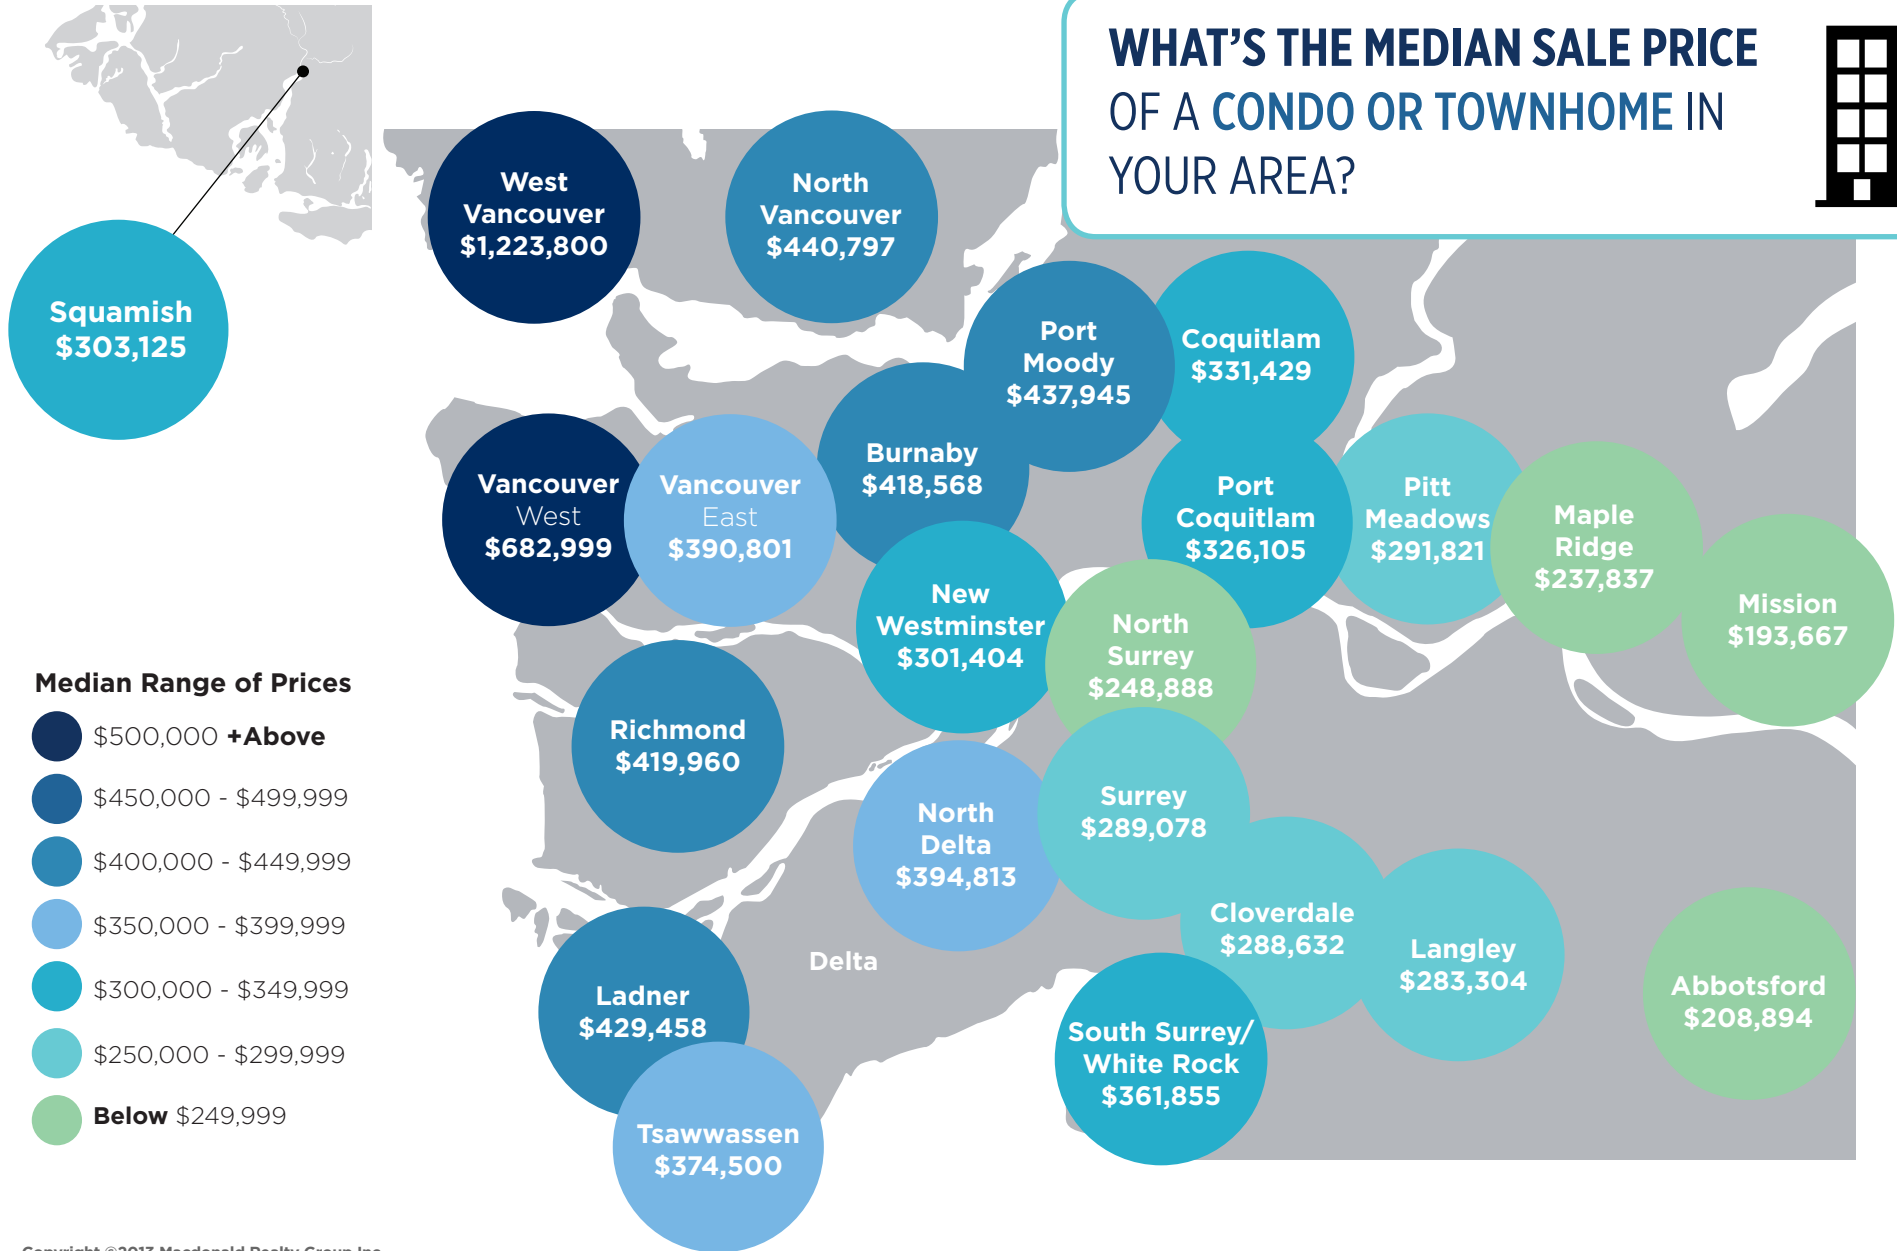 WHAT'S THE MEDIAN SALE PRICE
OF A CONDO OR TOWNHOME IN
YOUR AREA?
West
Vancouver
$1,223,800
North
Vancouver
$440,797
Squamish
$303,125
Port
Moody
$437,945
Coquitlam
$331,429
Burnaby
$418,568
Vancouver
West
$682,999
Vancouver
East
$390,801
Port
Coquitlam
$326,105
Pitt
Meadows
$291,821
Maple
Ridge
$237,837
Mission
$193,667
New
Westminster
$301,404
North
Surrey
$248,888
Richmond
$419,960
North
Delta
$394,813
Surrey
$289,078
Cloverdale
$288,632
Langley
$283,304
Abbotsford
$208,894
Delta
Ladner
$429,458
South Surrey/
White Rock
$361,855
Tsawwassen
$374,500
Median Range of Prices
$500,000 +Above
$450,000 - $499,999
$400,000 - $449,999
$350,000 - $399,999
$300,000 - $349,999
$250,000 - $299,999
Below $249,999
Copyright ©2013 Macdonald Realty Group Inc.